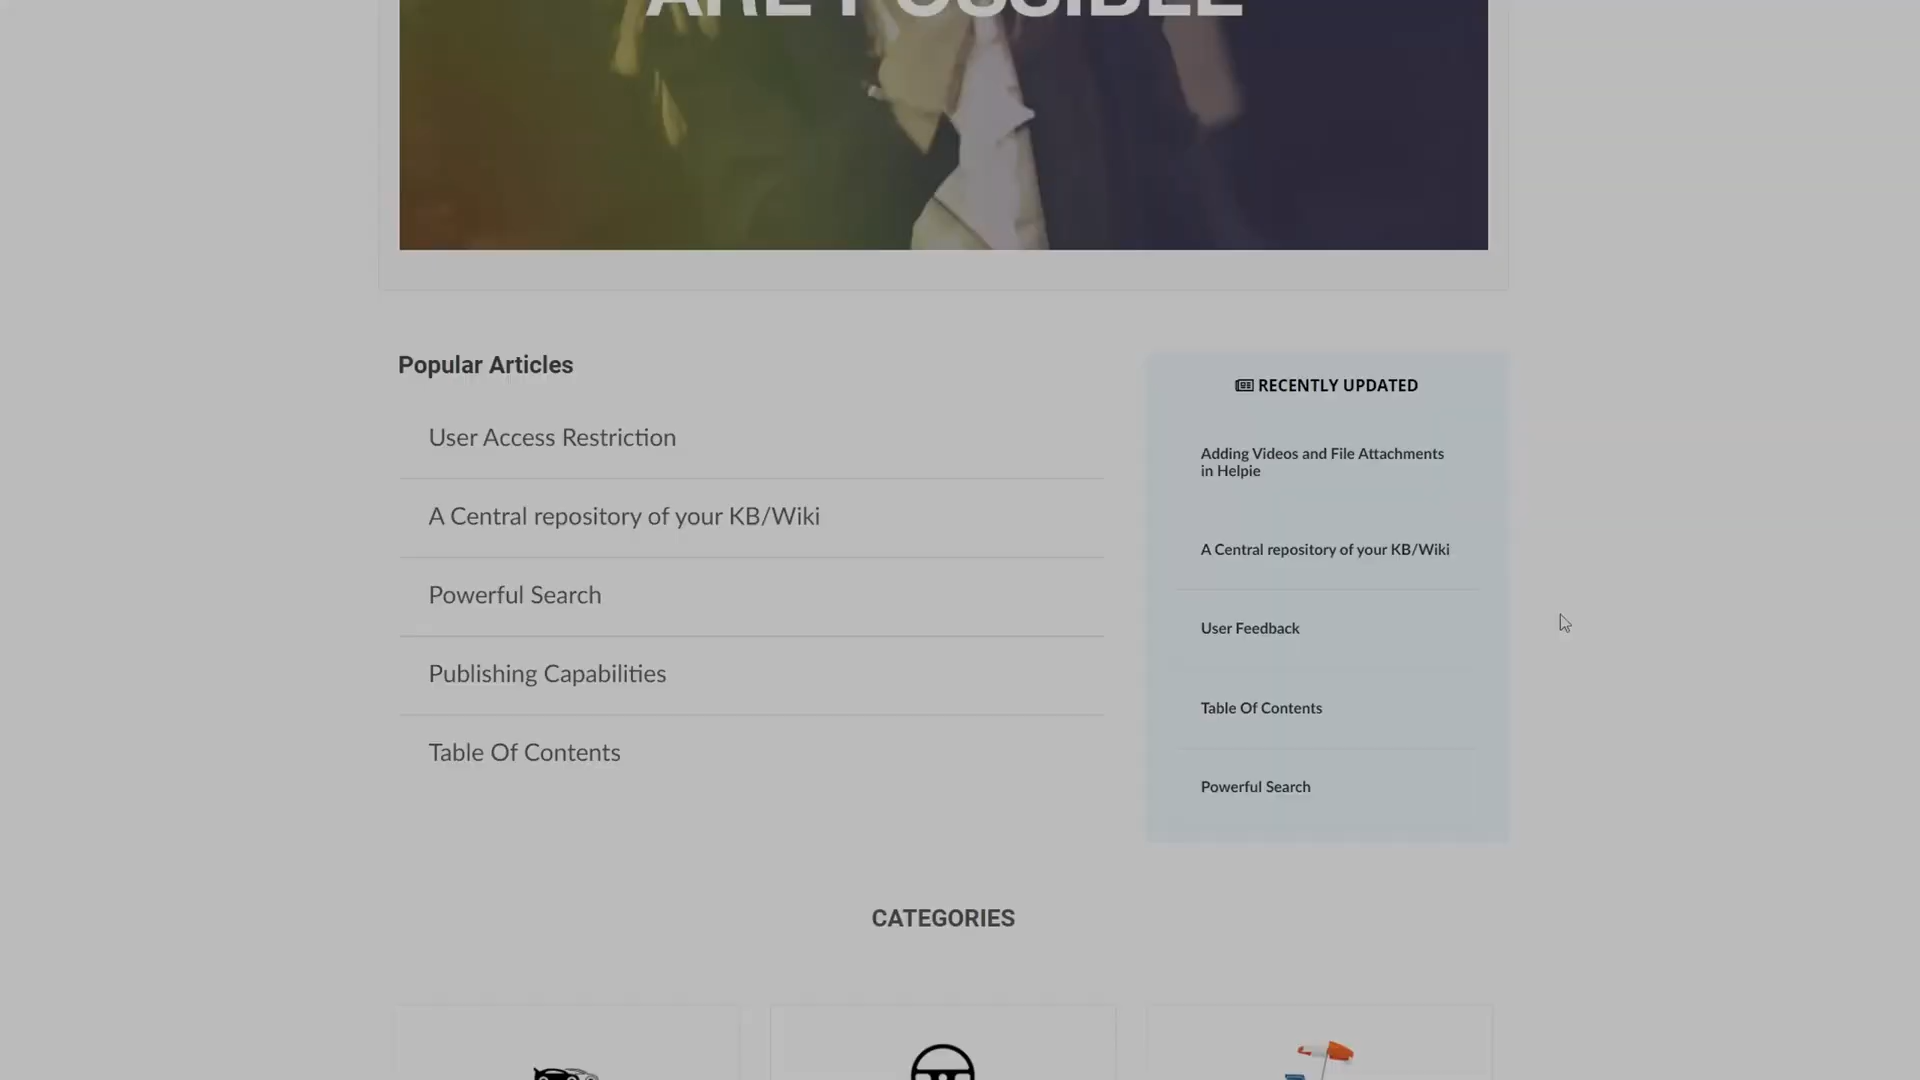 ARE POSSIBLE
Popular Articles
User Access Restriction
A Central repository of your KB/Wiki
Powerful Search
Publishing Capabilities
Table Of Contents
RECENTLY UPDATED
Adding Videos and File Attachments
in Helpie
A Central repository of your KB/Wiki
User Feedback
Table Of Contents
Powerful Search
CATEGORIES